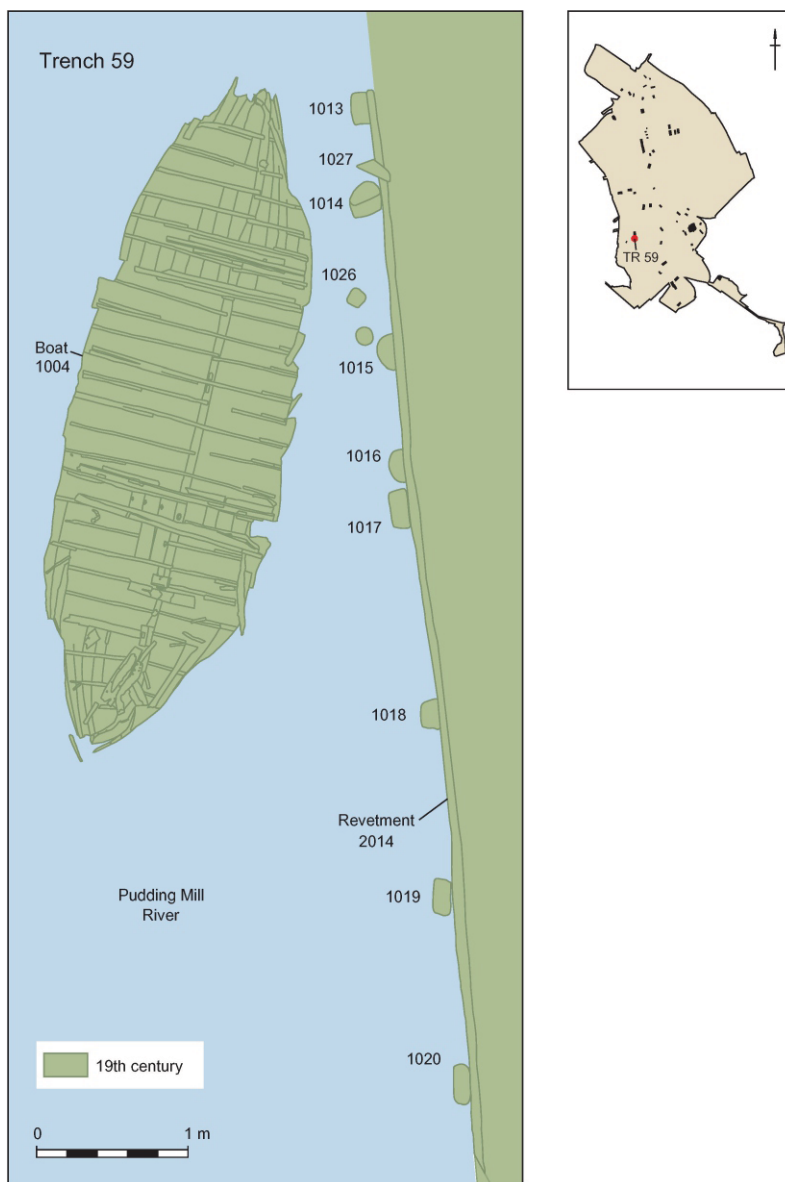 Trench 59
1013
1027
1014
1026
Boat
1004
1015
1016
1017
1018
Revetment
2014
Pudding Mill
River
1019
19th century
1020
0
1 m
TR 59